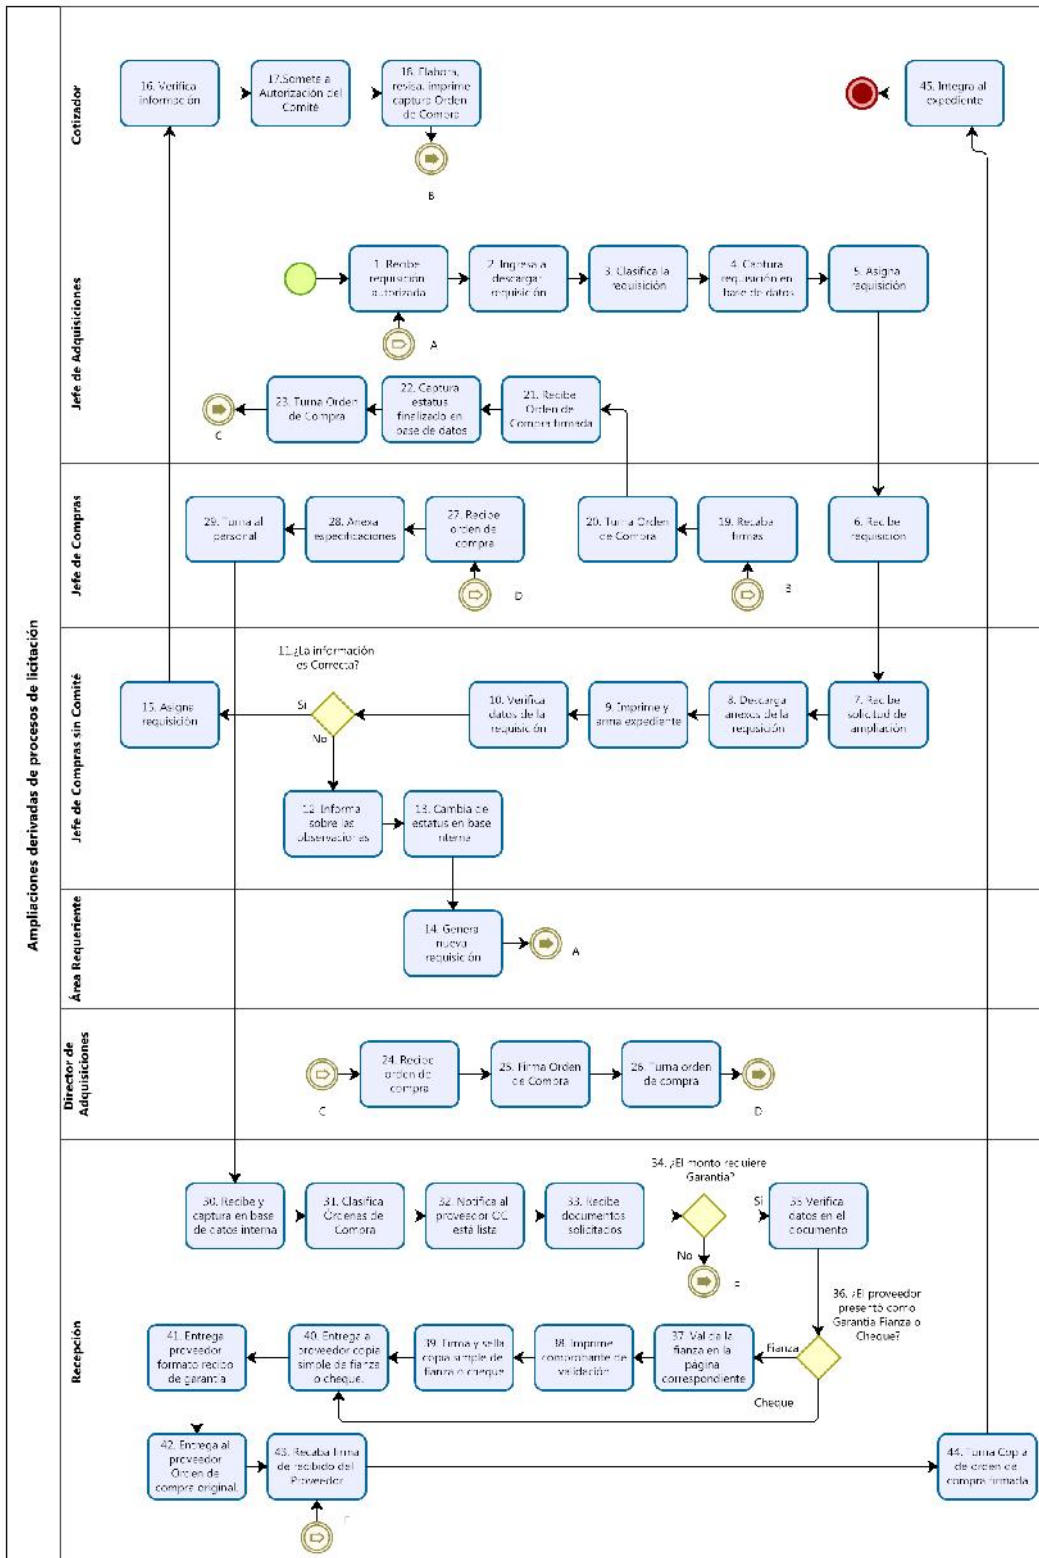 Ampliaciones derivadas de procesos de licitación
Cotizador
16. Verifica
información
17.Somete a
Autorización del
Comité
18. Elabora,
revisa, imprime
captura Orden
de Compra
B
45. Integra al
expediente
Jefe de Adquisiciones
1. Recibe
requisición
autorizada
A
2. Ingresa a
descargar
requisición
3. Clasifica la
requisición
4. Captura
requisición en
base de datos
5. Asigna
requisición
C
23. Turna Orden
de Compra
22. Captura
estatus
finalizado en
base de datos
21. Recibe
Orden de
Compra firmada
Jefe de Compras
29. Turna al
personal
28. Anexa
especificaciones
27. Recibe
orden de
compra
D
20. Turna Orden
de Compra
19. Recaba
firmas
B
6. Recibe
requisición
Jefe de Compras sin Comité
15. Asigna
requisición
11.¿La información
es Correcta?
Si
No
10. Verifica
datos de la
requisición
9. Imprime y
arma expediente
8. Descarga
anexos de la
requisición
7. Recibe
solicitud de
ampliación
12. Informa
sobre las
observaciones
13. Cambia de
estatus en base
interna
Área Requeriente
14. Genera
nueva
requisición
A
Director de
Adquisiciones
C
24. Recibe
orden de
compra
25. Firma Orden
de Compra
26. Turna orden
de compra
D
Recepción
30. Recibe y
captura en base
de datos interna
31. Clasifica
Órdenes de
Compra
32. Notifica al
proveedor OC
está lista
33. Recibe
documentos
solicitados
34. ¿El monto requiere
Garantía?
Si
No
35 Verifica
datos en el
documento
36. ¿El proveedor
presentó como
Garantía Fianza o
Cheque?
Fianza
Cheque
41. Entrega
proveedor
formato recibo
de garantía
40. Entrega a
proveedor copia
simple de fianza
o cheque.
39. Firma y sella
copia simple de
fianza o cheque
38. Imprime
comprobante de
validación
37. Valida la
fianza en la
página
correspondiente
42. Entrega al
proveedor
Orden de
compra original.
43. Recaba firma
de recibido del
Proveedor
44. Turna Copia
de orden de
compra firmada